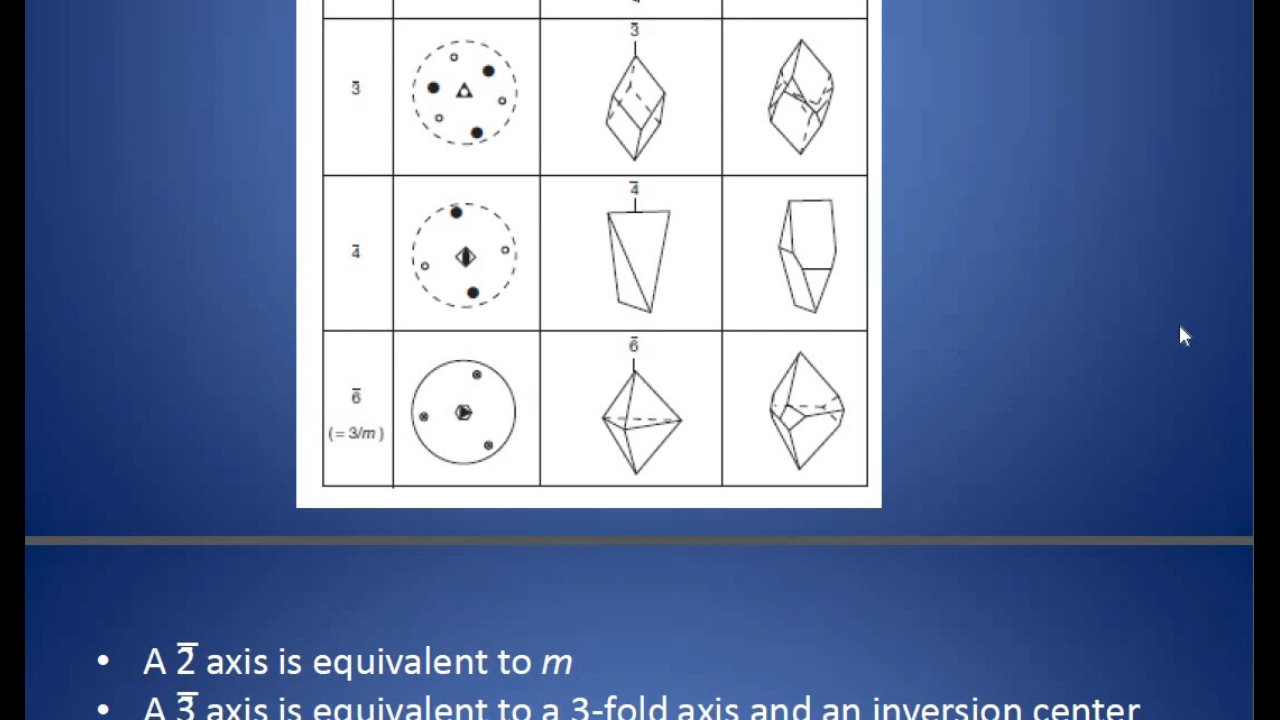 3̅
3̅
4̅
4̅
6̅
6̅
(= 3/m )
• A 2̅ axis is equivalent to m
• A 3̅ axis is equivalent to a 3-fold axis and an inversion center